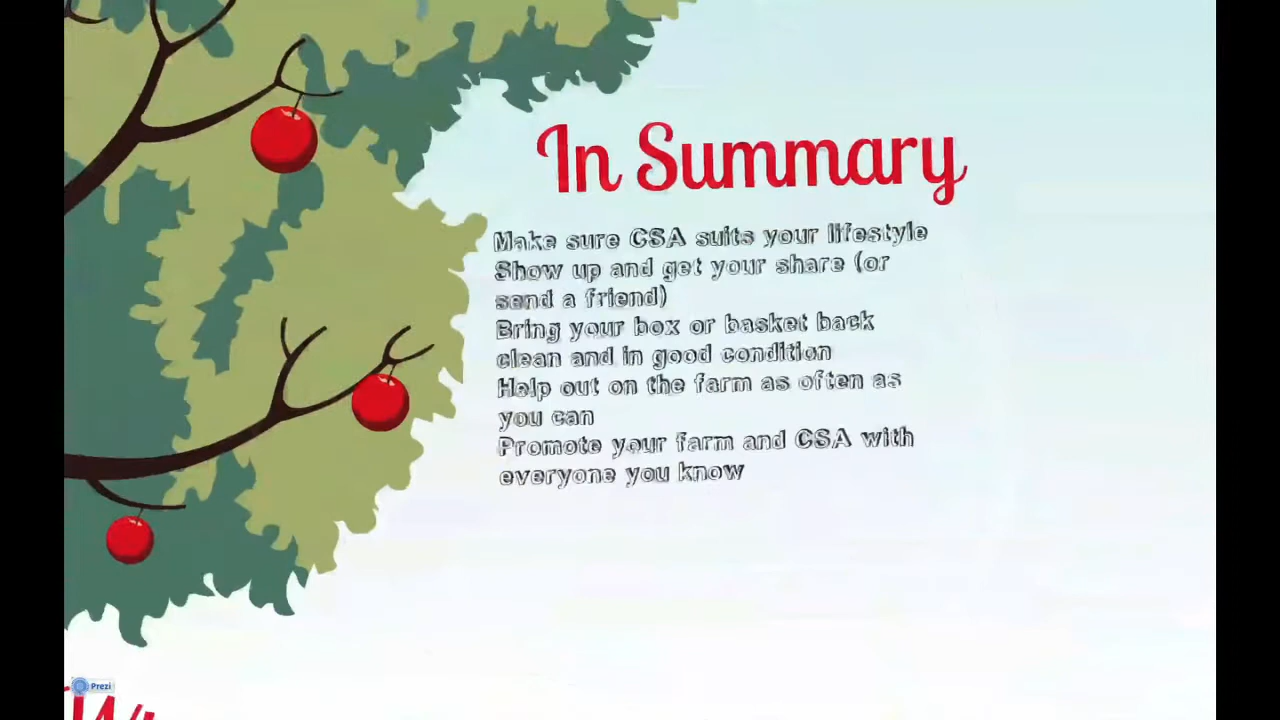 In Summary
Make sure CSA suits your lifestyle
Show up and get your share (or
send a friend)
Bring your box or basket back
clean and in good condition
Help out on the farm as often as
you can
Promote your farm and CSA with
everyone you know
Prezi